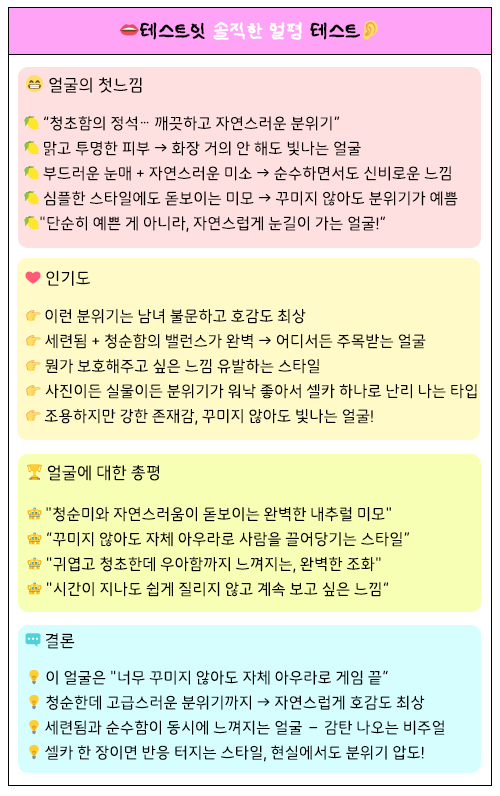 테스트잇 솔직한 얼평 테스트
얼굴의 첫느낌
“청초함의 정석… 깨끗하고 자연스러운 분위기”
맑고 투명한 피부 → 화장 거의 안 해도 빛나는 얼굴
부드러운 눈매 + 자연스러운 미소 → 순수하면서도 신비로운 느낌
심플한 스타일에도 돋보이는 미모 → 꾸미지 않아도 분위기가 예쁨
"단순히 예쁜 게 아니라, 자연스럽게 눈길이 가는 얼굴!”
인기도
이런 분위기는 남녀 불문하고 호감도 최상
세련됨 + 청순함의 밸런스가 완벽 → 어디서든 주목받는 얼굴
뭔가 보호해주고 싶은 느낌 유발하는 스타일
사진이든 실물이든 분위기가 워낙 좋아서 셀카 하나로 난리 나는 타입
조용하지만 강한 존재감, 꾸미지 않아도 빛나는 얼굴!
얼굴에 대한 총평
"청순미와 자연스러움이 돋보이는 완벽한 내추럴 미모"
“꾸미지 않아도 자체 아우라로 사람을 끌어당기는 스타일”
"귀엽고 청초한데 우아함까지 느껴지는, 완벽한 조화"
"시간이 지나도 쉽게 질리지 않고 계속 보고 싶은 느낌“
결론
이 얼굴은 "너무 꾸미지 않아도 자체 아우라로 게임 끝”
청순한데 고급스러운 분위기까지 → 자연스럽게 호감도 최상
세련됨과 순수함이 동시에 느껴지는 얼굴 – 감탄 나오는 비주얼
셀카 한 장이면 반응 터지는 스타일, 현실에서도 분위기 압도!